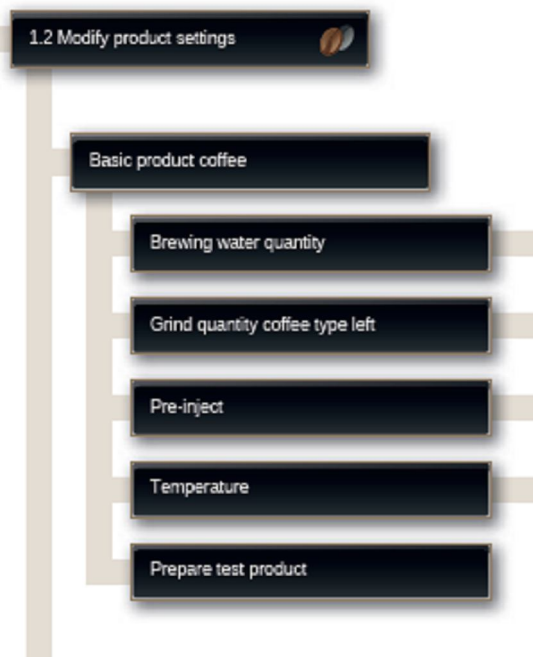 1.2 Modify product settings
Basic product coffee
Brewing water quantity
Grind quantity coffee type left
Pre-inject
Temperature
Prepare test product